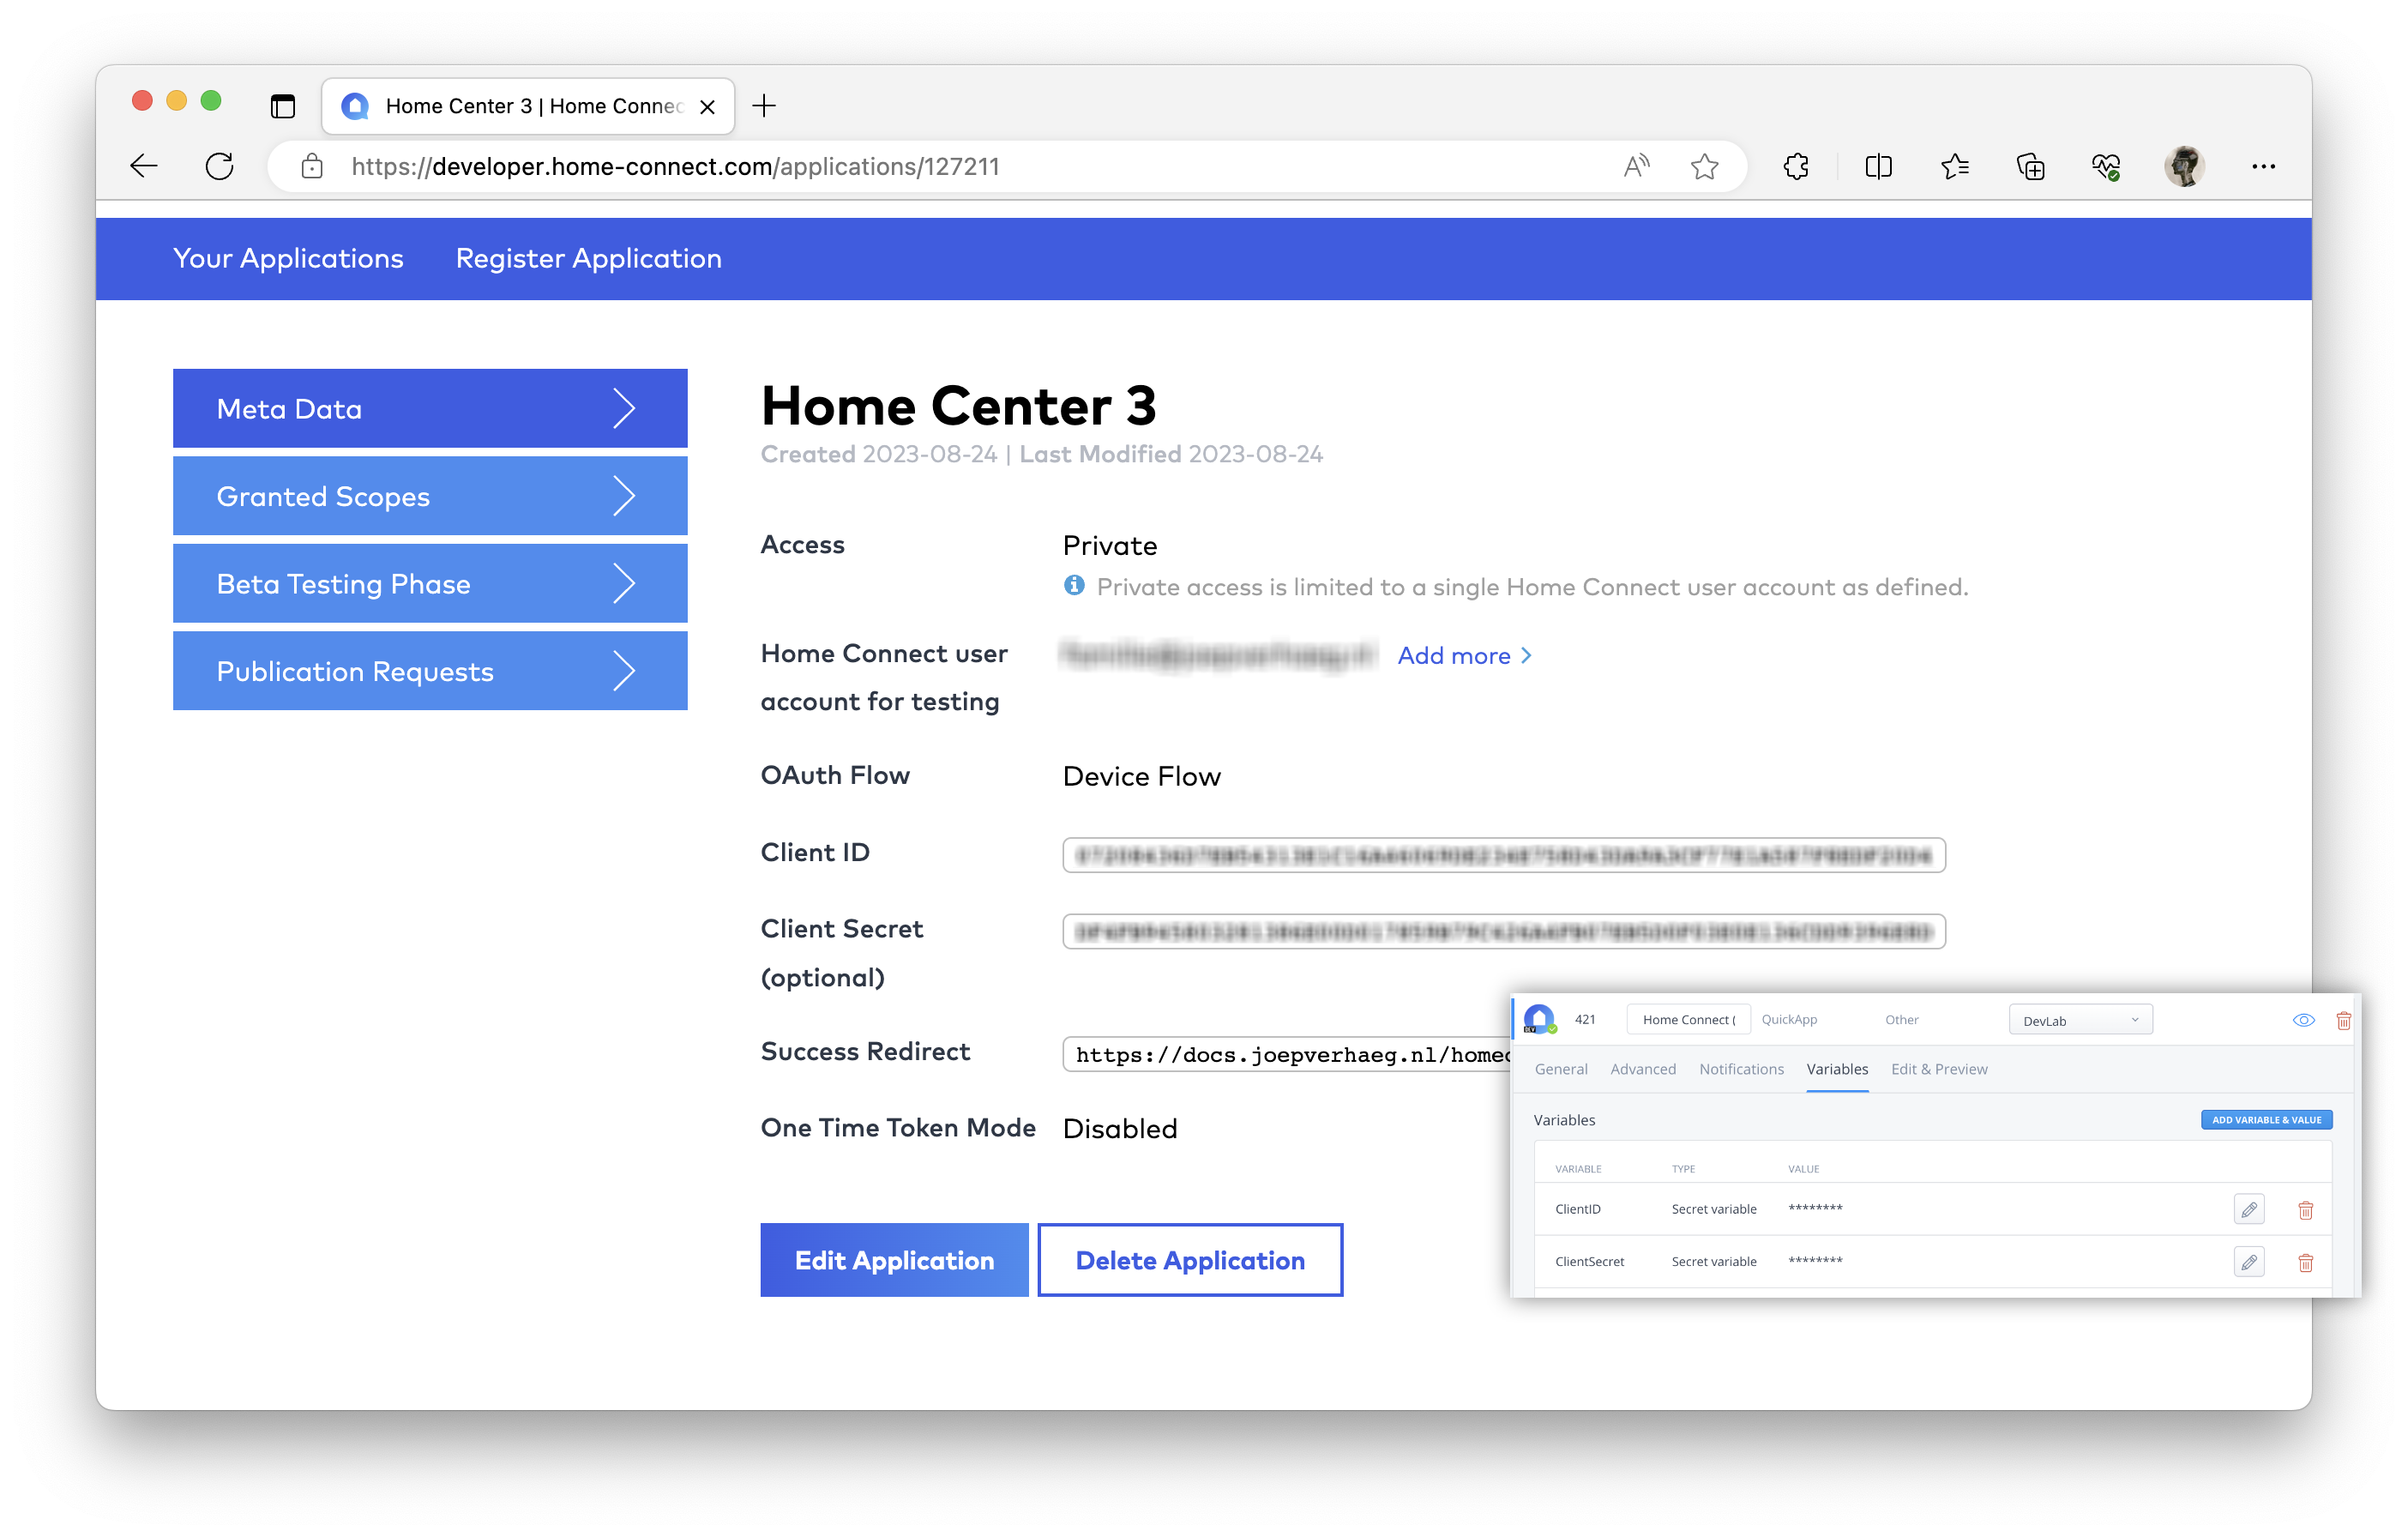 Home Center 3 | Home Connec
https://developer.home-connect.com/applications/127211
Your Applications
Register Application
Meta Data
Granted Scopes
Beta Testing Phase
Publication Requests
Home Center 3
Created 2023-08-24 | Last Modified 2023-08-24
Access
Private
Private access is limited to a single Home Connect user account as defined.
Home Connect user
account for testing
Add more
OAuth Flow
Device Flow
Client ID
Client Secret
(optional)
Success Redirect
https://docs.joepverhaeg.nl/homec
One Time Token Mode
Disabled
Edit Application
Delete Application
DEV
421
Home Connect (
QuickApp
Other
DevLab
General
Advanced
Notifications
Variables
Edit & Preview
Variables
ADD VARIABLE & VALUE
VARIABLE
TYPE
VALUE
ClientID
Secret variable
********
ClientSecret
Secret variable
********